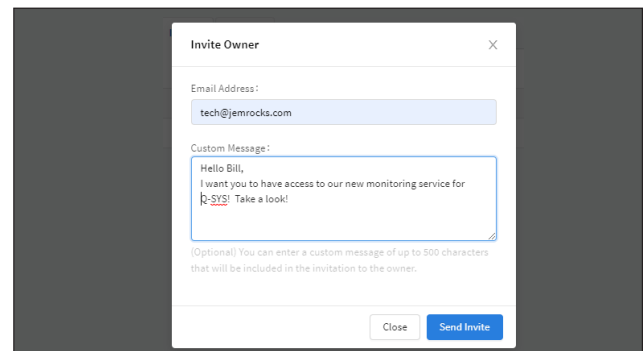 Invite Owner
Email Address:
tech@jemrocks.com
Custom Message:
Hello Bill,
I want you to have access to our new monitoring service for
Q-SYS! Take a look!
(Optional) You can enter a custom message of up to 500 characters
that will be included in the invitation to the owner.
Close Send Invite